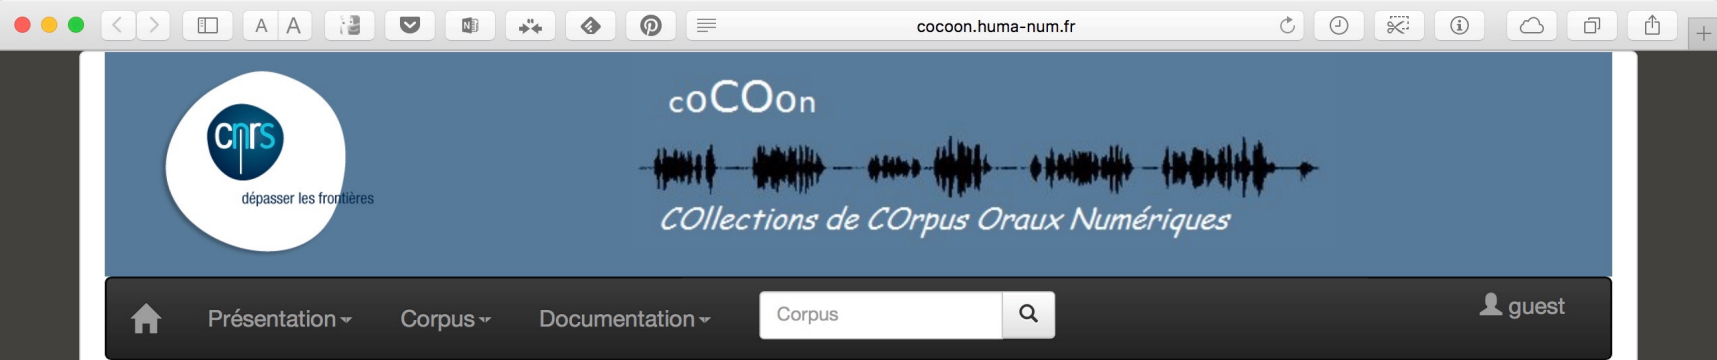 A A
cocoon.huma-num.fr
coCOon
cnrs
dépasser les frontières
COllections de COrpus Oraux Numériques
Présentation
Corpus
Documentation
Corpus
guest